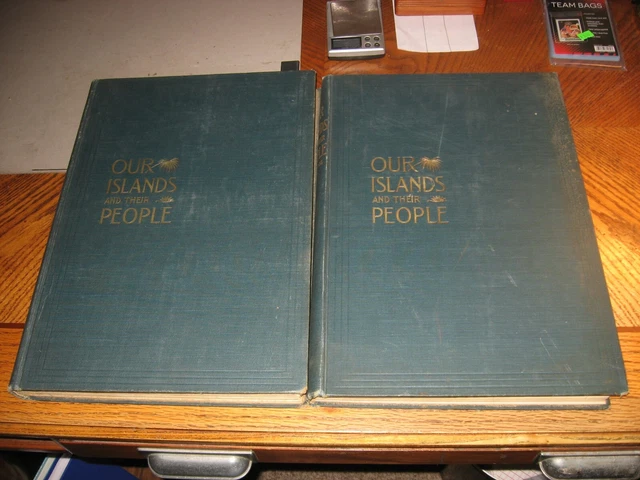 TEAM BAGS
OUR
ISLANDS
AND THEIR
PEOPLE
OUR
ISLANDS
AND THEIR
PEOPLE